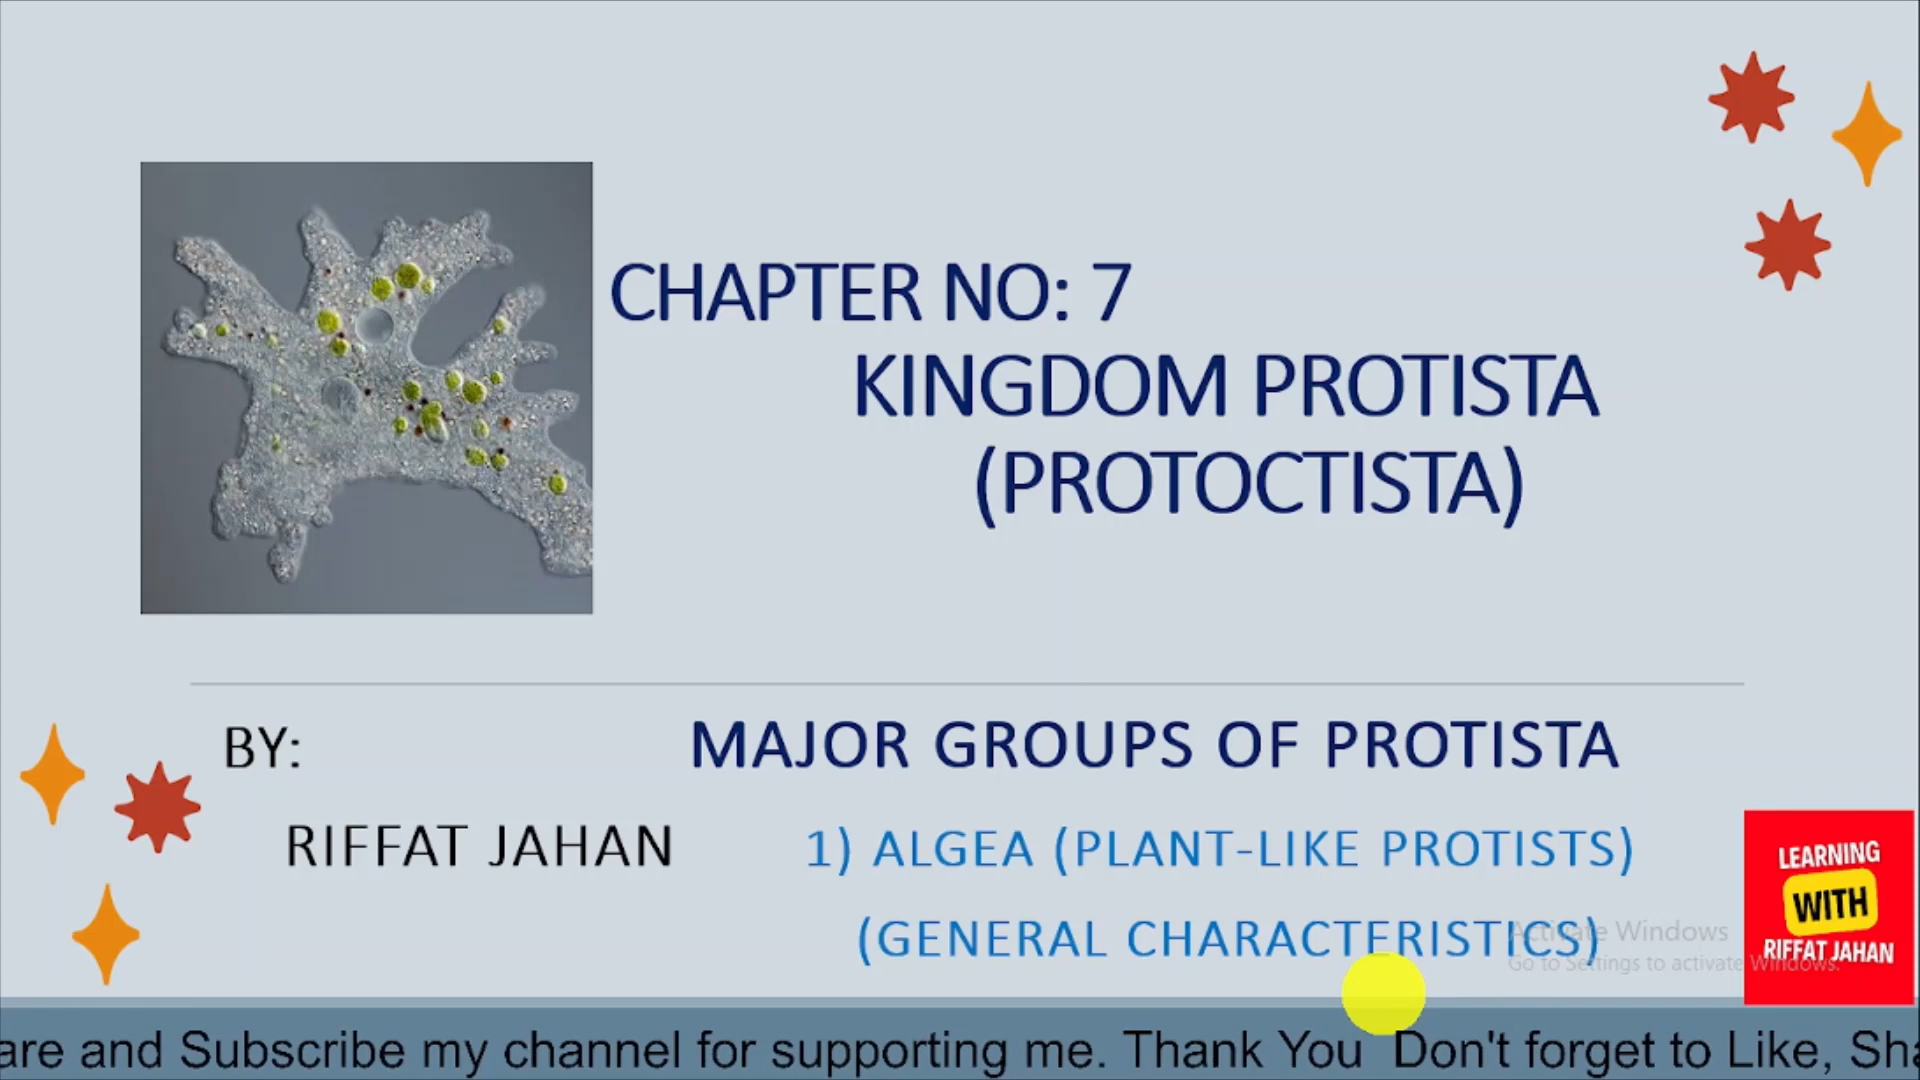 CHAPTER NO: 7
KINGDOM PROTISTA
(PROTOCTISTA)
BY:
MAJOR GROUPS OF PROTISTA
RIFFAT JAHAN
1) ALGEA (PLANT-LIKE PROTISTS)
(GENERAL CHARACTERISTICS)
Activate Windows
Go to Settings to activate Windows.
LEARNING
WITH
RIFFAT JAHAN
are and Subscribe my channel for supporting me. Thank You Don't forget to Like, Sha